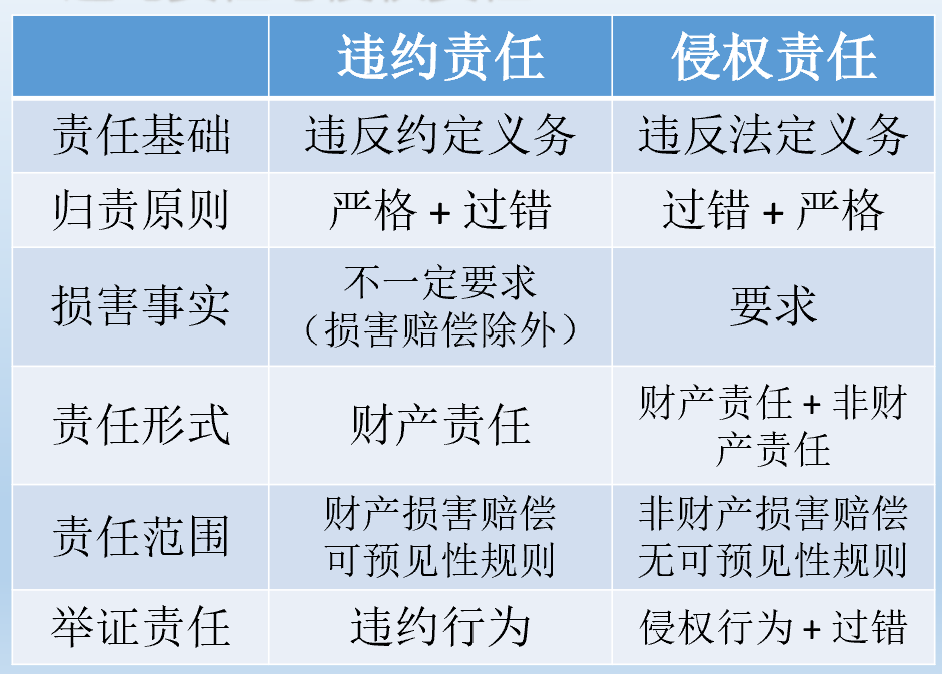 违约责任 侵权责任
责任基础 违反约定义务 违反法定义务
归责原则 严格+过错 过错+严格
损害事实 不一定要求
（损害赔偿除外） 要求
责任形式 财产责任 财产责任+非财
产责任
责任范围 财产损害赔偿
可预见性规则 非财产损害赔偿
无可预见性规则
举证责任 违约行为 侵权行为+过错